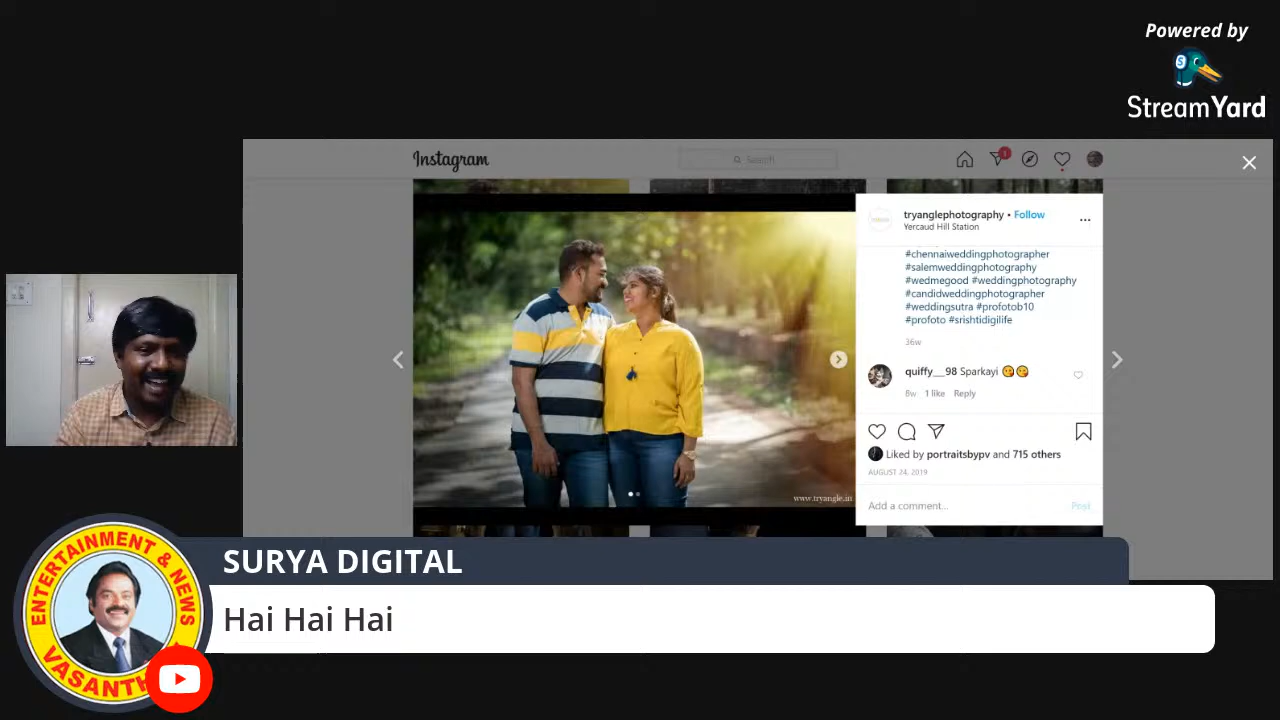 Powered by
StreamYard
Instagram
Search
1
tryanglephotography • Follow
Yercaud Hill Station
#chennaiweddingphotographer
#salemweddingphotography
#wedmegood #weddingphotography
#candidweddingphotographer
#weddingsutra #profotob10
#profoto #srishtidigilife
36w
quiffy__98 Sparkayi 😘😘
8w 1 like Reply
Liked by portraitsbypv and 715 others
AUGUST 24, 2019
Add a comment...
Post
www.tryangle.in
ENTERTAINMENT & NEWS
VASANTH
SURYA DIGITAL
Hai Hai Hai